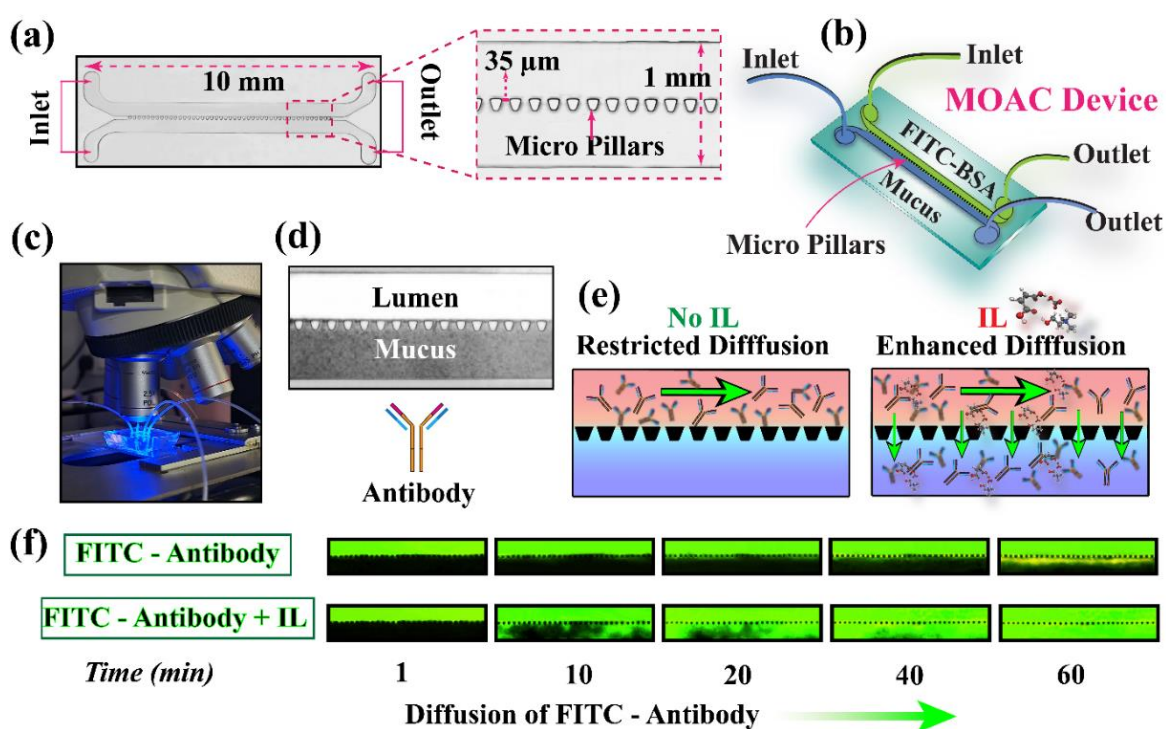 (a)
10 mm
Inlet
Outlet
35 µm
1 mm
Micro Pillars
(b)
Inlet
Inlet
MOAC Device
FITC-BSA
Mucus
Outlet
Outlet
Micro Pillars
(c)
(d)
Lumen
Mucus
Antibody
(e)
No IL
Restricted Difffusion
IL
Enhanced Difffusion
(f)
FITC - Antibody
FITC - Antibody + IL
Time (min)
1
10
20
40
60
Diffusion of FITC - Antibody